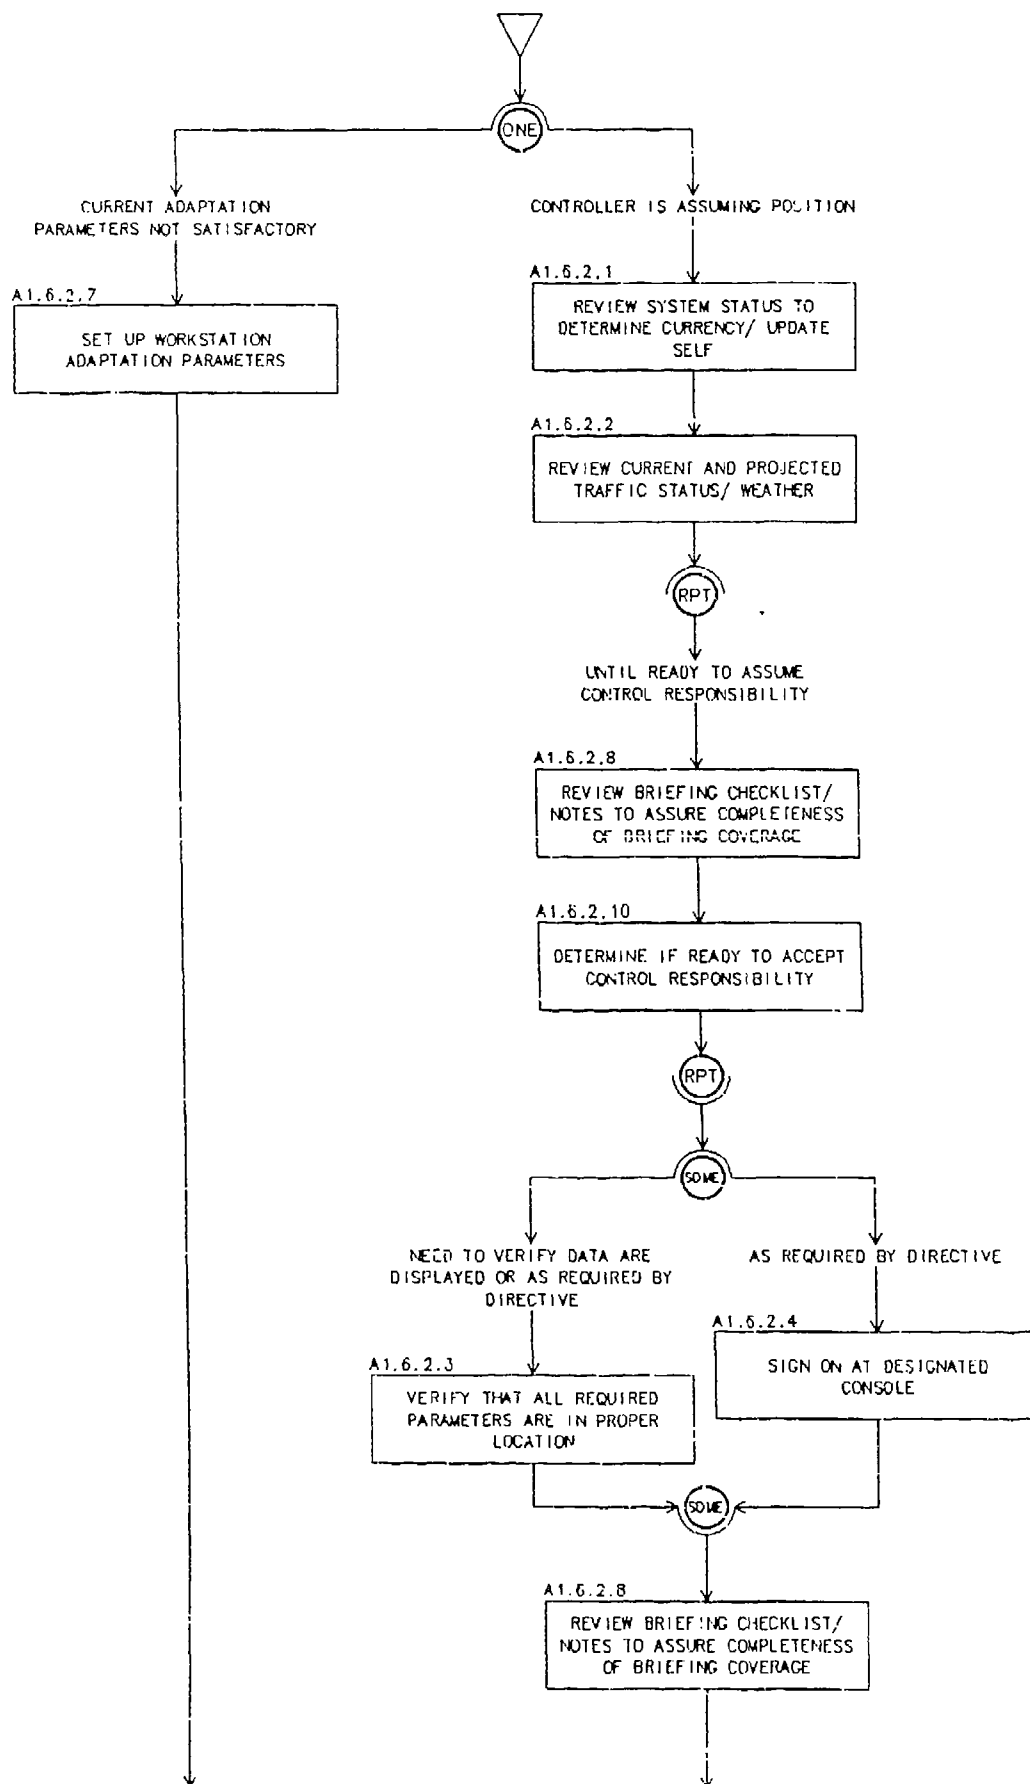 ONE
CURRENT ADAPTATION
PARAMETERS NOT SATISFACTORY
CONTROLLER IS ASSUMING POSITION
A1.6.2.7
SET UP WORKSTATION
ADAPTATION PARAMETERS
A1.6.2.1
REVIEW SYSTEM STATUS TO
DETERMINE CURRENCY/ UPDATE
SELF
A1.6.2.2
REVIEW CURRENT AND PROJECTED
TRAFFIC STATUS/ WEATHER
RPT
UNTIL READY TO ASSUME
CONTROL RESPONSIBILITY
A1.6.2.8
REVIEW BRIEFING CHECKLIST/
NOTES TO ASSURE COMPLETENESS
OF BRIEFING COVERAGE
A1.6.2.10
DETERMINE IF READY TO ACCEPT
CONTROL RESPONSIBILITY
RPT
SOME
NEED TO VERIFY DATA ARE
DISPLAYED OR AS REQUIRED BY
DIRECTIVE
AS REQUIRED BY DIRECTIVE
A1.6.2.3
VERIFY THAT ALL REQUIRED
PARAMETERS ARE IN PROPER
LOCATION
A1.6.2.4
SIGN ON AT DESIGNATED
CONSOLE
SOME
A1.6.2.8
REVIEW BRIEFING CHECKLIST/
NOTES TO ASSURE COMPLETENESS
OF BRIEFING COVERAGE